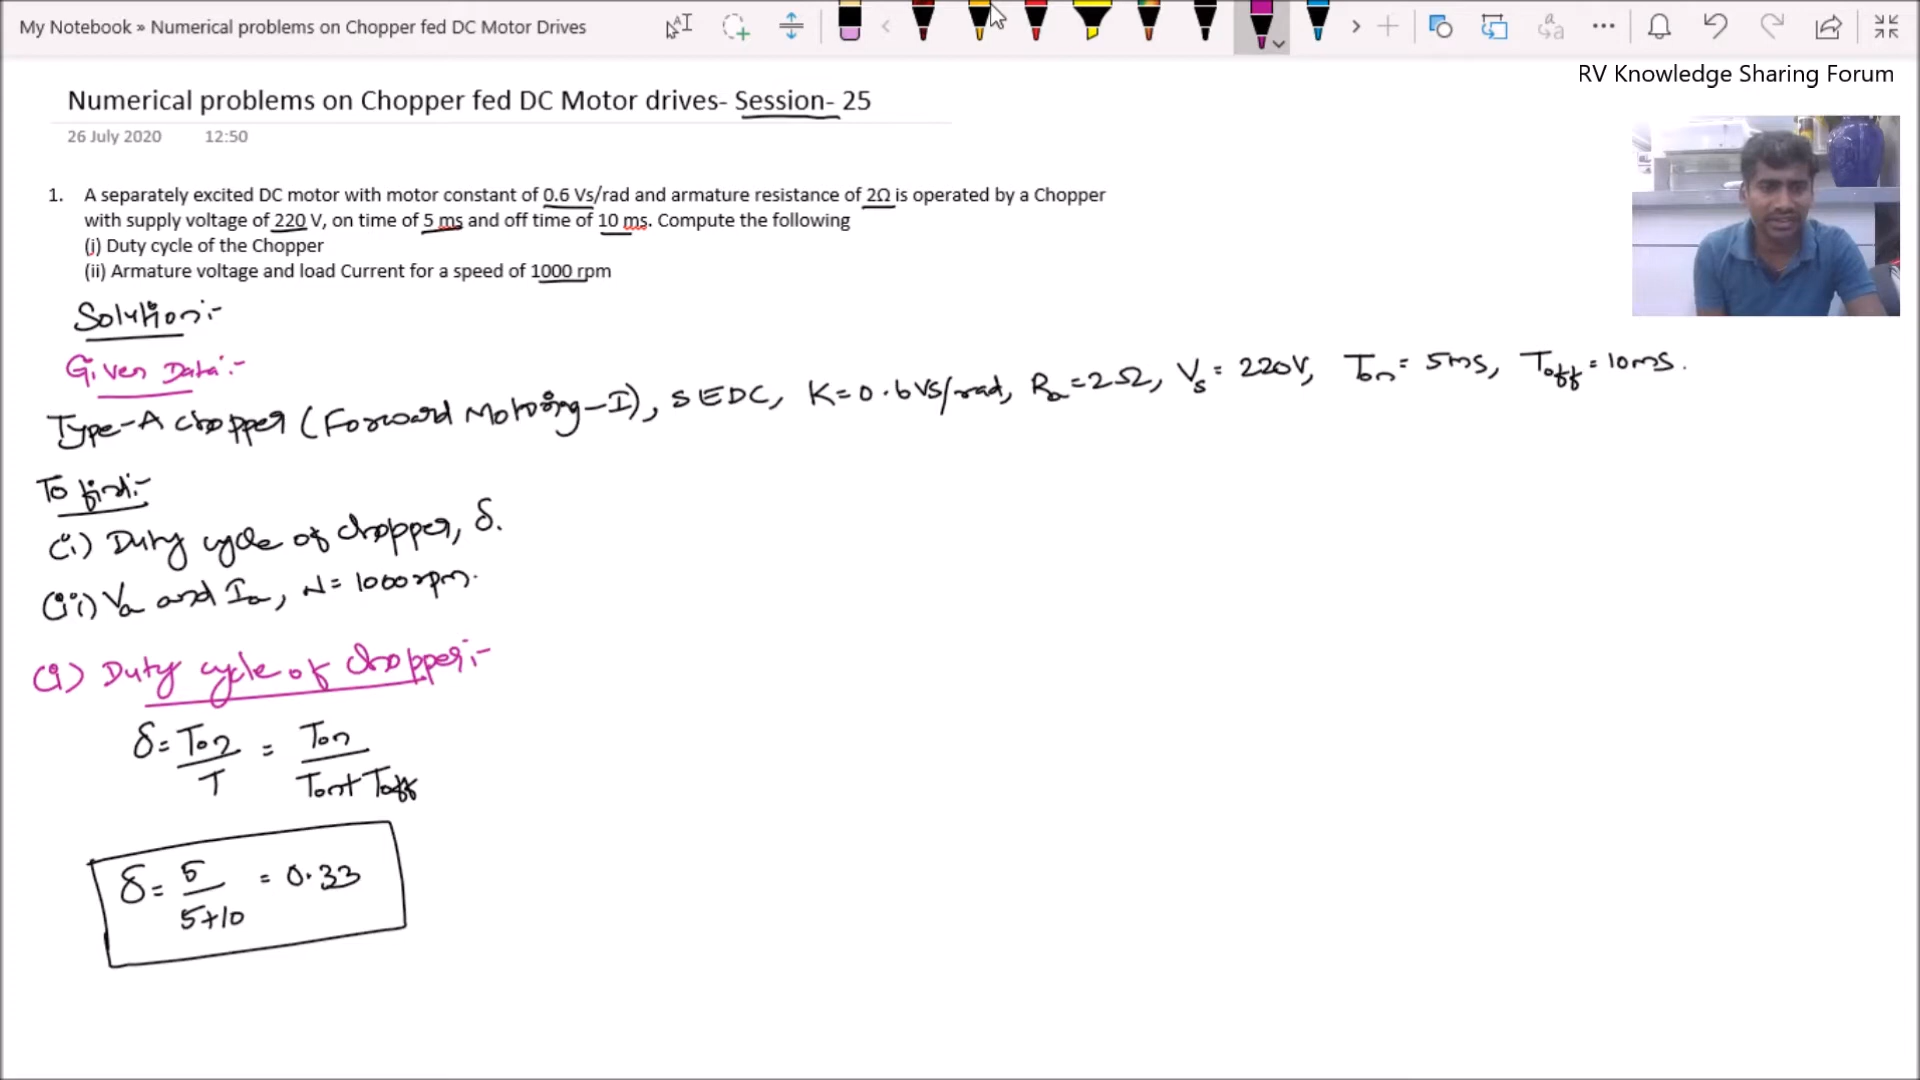 My Notebook » Numerical problems on Chopper fed DC Motor Drives
RV Knowledge Sharing Forum
Numerical problems on Chopper fed DC Motor drives- Session- 25
26 July 2020 12:50
1. A separately excited DC motor with motor constant of 0.6 Vs/rad and armature resistance of 2Ω is operated by a Chopper
with supply voltage of 220 V, on time of 5 ms and off time of 10 ms. Compute the following
(i) Duty cycle of the Chopper
(ii) Armature voltage and load Current for a speed of 1000 rpm
Solution:-
Given Data:-
Type-A chopper (Forward Motoring-I), SEDC, K=0.6 Vs/rad, Ra=2Ω, Vs=220V, Ton=5ms, Toff=10ms.
To find:-
(i) Duty cycle of chopper, δ.
(ii) Va and Ia, N=1000rpm.
(i) Duty cycle of chopper:-
δ = Ton/T = Ton/Ton+Toff
δ = 5/5+10 = 0.33